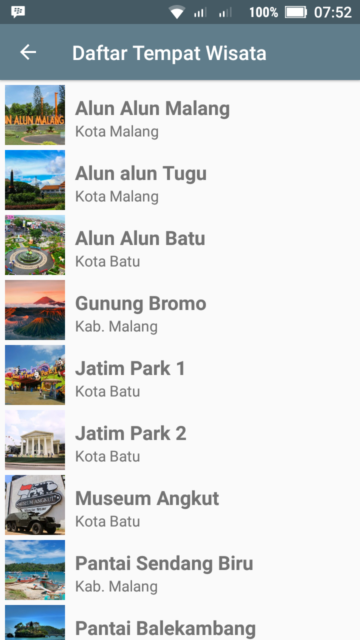 100% 07:52
Daftar Tempat Wisata
Alun Alun Malang
Kota Malang
Alun alun Tugu
Kota Malang
Alun Alun Batu
Kota Batu
Gunung Bromo
Kab. Malang
Jatim Park 1
Kota Batu
Jatim Park 2
Kota Batu
Museum Angkut
Kota Batu
Pantai Sendang Biru
Kab. Malang
Pantai Balekambang